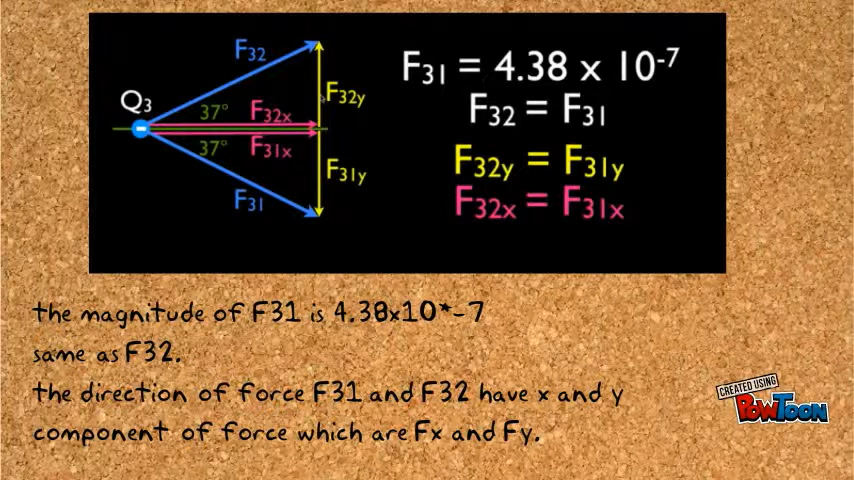 F32
Q3
F32y
37°
F32x
37°
F31x
F31y
F31
F31 = 4.38 x 10-7
F32 = F31
F32y = F31y
F32x = F31x
the magnitude of F31 is 4.38x10*-7
same as F32.
the direction of force F31 and F32 have x and y
component of force which are Fx and Fy.
CREATED USING
POWTOON